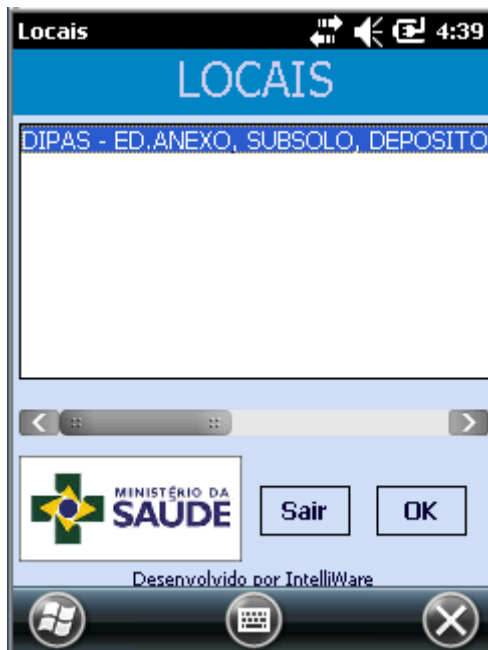 Locais 4:39
LOCAIS
DIPAS - ED.ANEXO, SUBSOLO, DEPOSITO
MINISTÉRIO DA
SAÚDE
Sair OK
Desenvolvido por IntelliWare